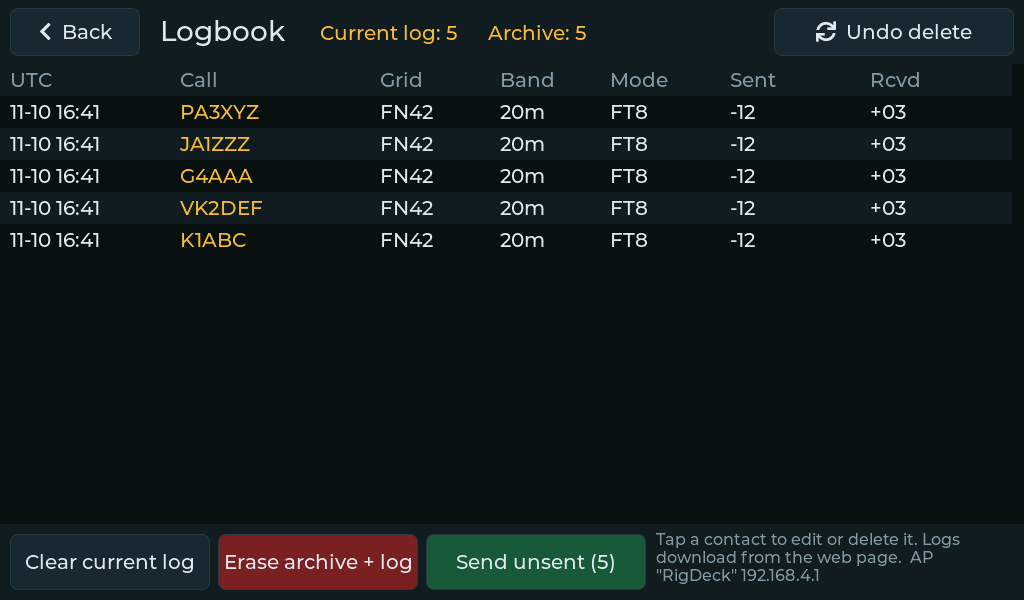 Back Logbook Current log: 5 Archive: 5 Undo delete
UTC Call Grid Band Mode Sent Rcvd
11-10 16:41 PA3XYZ FN42 20m FT8 -12 +03
11-10 16:41 JA1ZZZ FN42 20m FT8 -12 +03
11-10 16:41 G4AAA FN42 20m FT8 -12 +03
11-10 16:41 VK2DEF FN42 20m FT8 -12 +03
11-10 16:41 K1ABC FN42 20m FT8 -12 +03
Clear current log Erase archive + log Send unsent (5)
Tap a contact to edit or delete it. Logs
download from the web page. AP
"RigDeck" 192.168.4.1